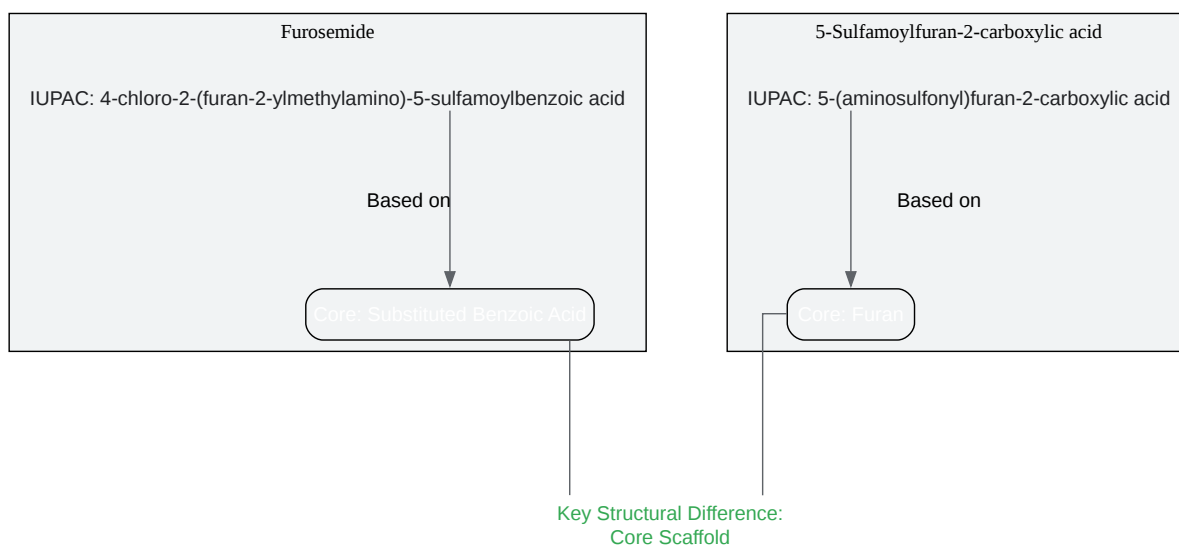 Furosemide
IUPAC: 4-chloro-2-(furan-2-ylmethylamino)-5-sulfamoylbenzoic acid
Based on
Core: Substituted Benzoic Acid
5-Sulfamoylfuran-2-carboxylic acid
IUPAC: 5-(aminosulfonyl)furan-2-carboxylic acid
Based on
Core: Furan
Key Structural Difference:
Core Scaffold